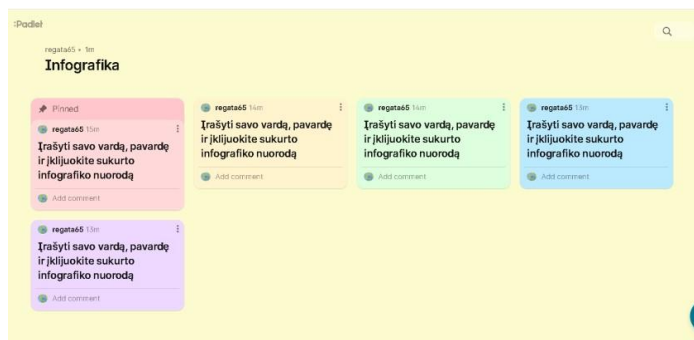 :Padlet
regata65 • 1m
Infografika
Pinned
regata65 15m
Įrašyti savo vardą, pavardę
ir įklijuokite sukurto
infografiko nuorodą
Add comment
regata65 14m
Įrašyti savo vardą, pavardę
ir įklijuokite sukurto
infografiko nuorodą
Add comment
regata65 14m
Įrašyti savo vardą, pavardę
ir įklijuokite sukurto
infografiko nuorodą
Add comment
regata65 13m
Įrašyti savo vardą, pavardę
ir įklijuokite sukurto
infografiko nuorodą
Add comment
regata65 13m
Įrašyti savo vardą, pavardę
ir įklijuokite sukurto
infografiko nuorodą
Add comment